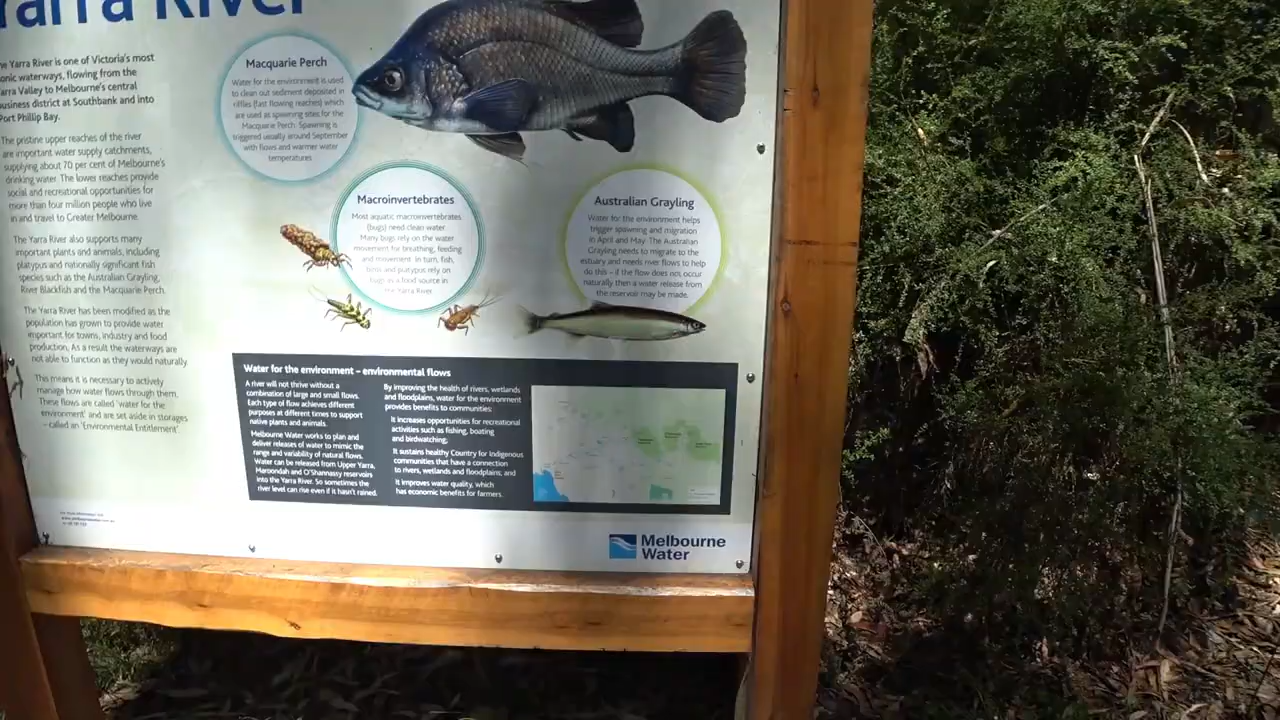 arra River
he Yarra River is one of Victoria's most
onic waterways, flowing from the
arra Valley to Melbourne's central
usiness district at Southbank and into
Port Phillip Bay.
The pristine upper reaches of the river
are important water supply catchments,
supplying about 70 per cent of Melbourne's
drinking water. The lower reaches provide
social and recreational opportunities for
more than four million people who live
in and travel to Greater Melbourne.
The Yarra River also supports many
important plants and animals, including
platypus and nationally significant fish
species such as the Australian Grayling,
River Blackfish and the Macquarie Perch.
The Yarra River has been modified as the
population has grown to provide water
important for towns, industry and food
production. As a result the waterways are
not able to function as they would naturally.
This means it is necessary to actively
manage how water flows through them.
These flows are called 'water for the
environment' and are set aside in storages
– called an 'Environmental Entitlement'
Macquarie Perch
Water for the environment is used
to clean out sediment deposited in
riffles (fast flowing reaches) which
are used as spawning sites for the
Macquarie Perch. Spawning is
triggered usually around September
with flows and warmer water
temperatures
Macroinvertebrates
Most aquatic macroinvertebrates
(bugs) need clean water.
Many bugs rely on the water
movement for breathing, feeding
and movement. In turn, fish,
birds and platypus rely on
bugs as a food source in
the Yarra River.
Australian Grayling
Water for the environment helps
trigger spawning and migration
in April and May. The Australian
Grayling needs to migrate to the
estuary and needs river flows to help
do this – if the flow does not occur
naturally then a water release from
the reservoir may be made.
Water for the environment – environmental flows
A river will not thrive without a
combination of large and small flows.
Each type of flow achieves different
purposes at different times to support
native plants and animals.
Melbourne Water works to plan and
deliver releases of water to mimic the
range and variability of natural flows.
Water can be released from Upper Yarra,
Maroondah and O'Shannassy reservoirs
into the Yarra River. So sometimes the
river level can rise even if it hasn't rained.
By improving the health of rivers, wetlands
and floodplains, water for the environment
provides benefits to communities:
It increases opportunities for recreational
activities such as fishing, boating
and birdwatching;
It sustains healthy Country for Indigenous
communities that have a connection
to rivers, wetlands and floodplains; and
It improves water quality, which
has economic benefits for farmers.
Melbourne
Water